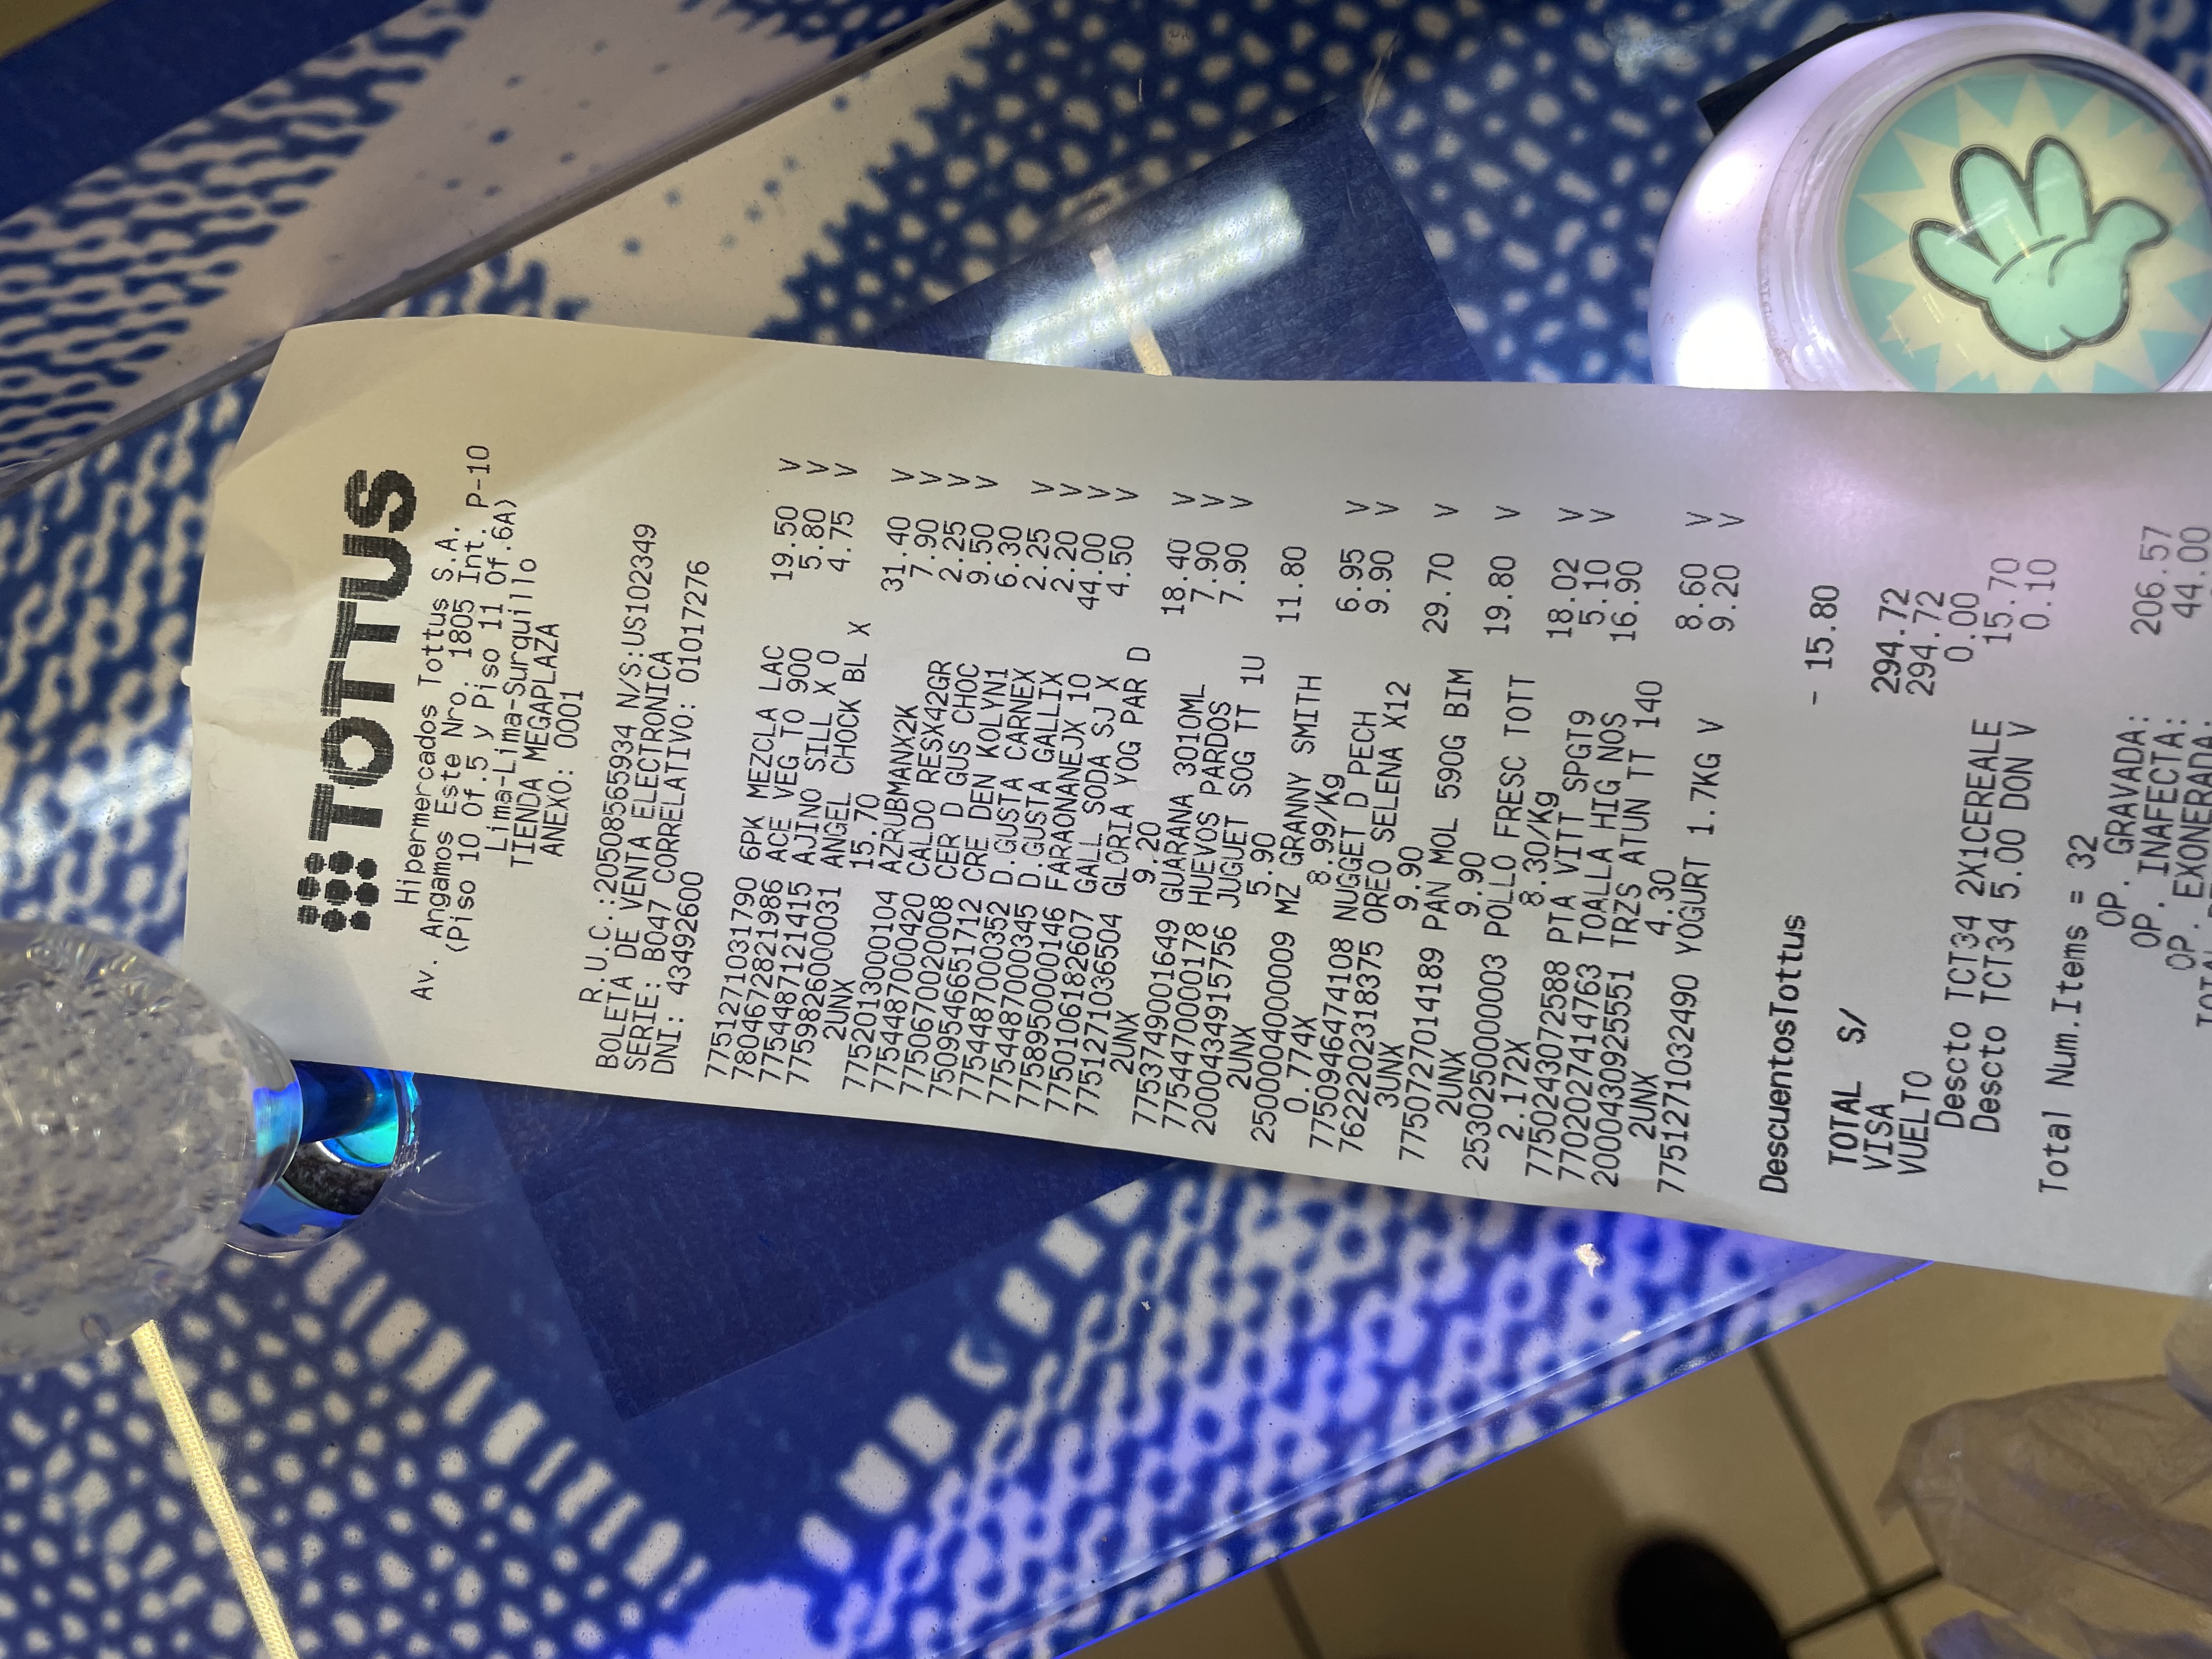 TOTTUS
Hipermercados Tottus S.A.
Av. Angamos Este Nro. 1805 Int. P-10
(Piso 10 Of.5 y Piso 11 Of.6A)
Lima-Lima-Surquillo
TIENDA MEGAPLAZA
ANEXO: 0001
R.U.C.:20508565934 N/S:US102349
BOLETA DE VENTA ELECTRONICA
SERIE: B047 CORRELATIVO: 01017276
DNI: 43492600
7751271031790 6PK MEZCLA LAC 19.50 V
7804672821986 ACE VEG TO 900 5.80 V
7754487121415 AJINO SILL X 0 4.75 V
7759826000031 ANGEL CHOCK BL X
2UNX 15.70 31.40 V
7752013000104 AZRUBMANX2K 7.90 V
7754487000420 CALDO RESX42GR 2.25 V
7750670020008 CER D GUS CHOC 9.50 V
7509546651712 CRE DEN KOLYN1 6.30
7754487000352 D.GUSTA CARNEX 2.25 V
7754487000345 D.GUSTA GALLIX 2.20 V
7758950000146 FARAONANEJX 10 44.00 V
7750106182607 GALL SODA SJ X 4.50 V
7751271036504 GLORIA YOG PAR D
2UNX 9.20 18.40 V
7753749001649 GUARANA 3010ML 7.90 V
7754470000178 HUEVOS PARDOS 7.90 V
2000434915756 JUGUET SOG TT 1U
2UNX 5.90 11.80
2500004000009 MZ GRANNY SMITH
0.774X 8.99/Kg 6.95 V
7750946474108 NUGGET D PECH 9.90 V
7622202318375 OREO SELENA X12
3UNX 9.90 29.70 V
7750727014189 PAN MOL 590G BIM
2UNX 9.90 19.80 V
2530250000003 POLLO FRESC TOTT
2.172X 8.30/Kg 18.02 V
7750243072588 PTA VITT SPGT9 5.10 V
7702027414763 TOALLA HIG NOS 16.90
2000430925551 TRZS ATUN TT 140
2UNX 4.30 8.60 V
7751271032490 YOGURT 1.7KG V 9.20 V
DescuentosTottus - 15.80
TOTAL S/ 294.72
VISA 294.72
VUELTO 0.00
Descto TCT34 2X1CEREALE 15.70
Descto TCT34 5.00 DON V 0.10
Total Num.Items = 32
OP. GRAVADA: 206.57
OP. INAFECTA: 44.00
OP. EXONERADA: